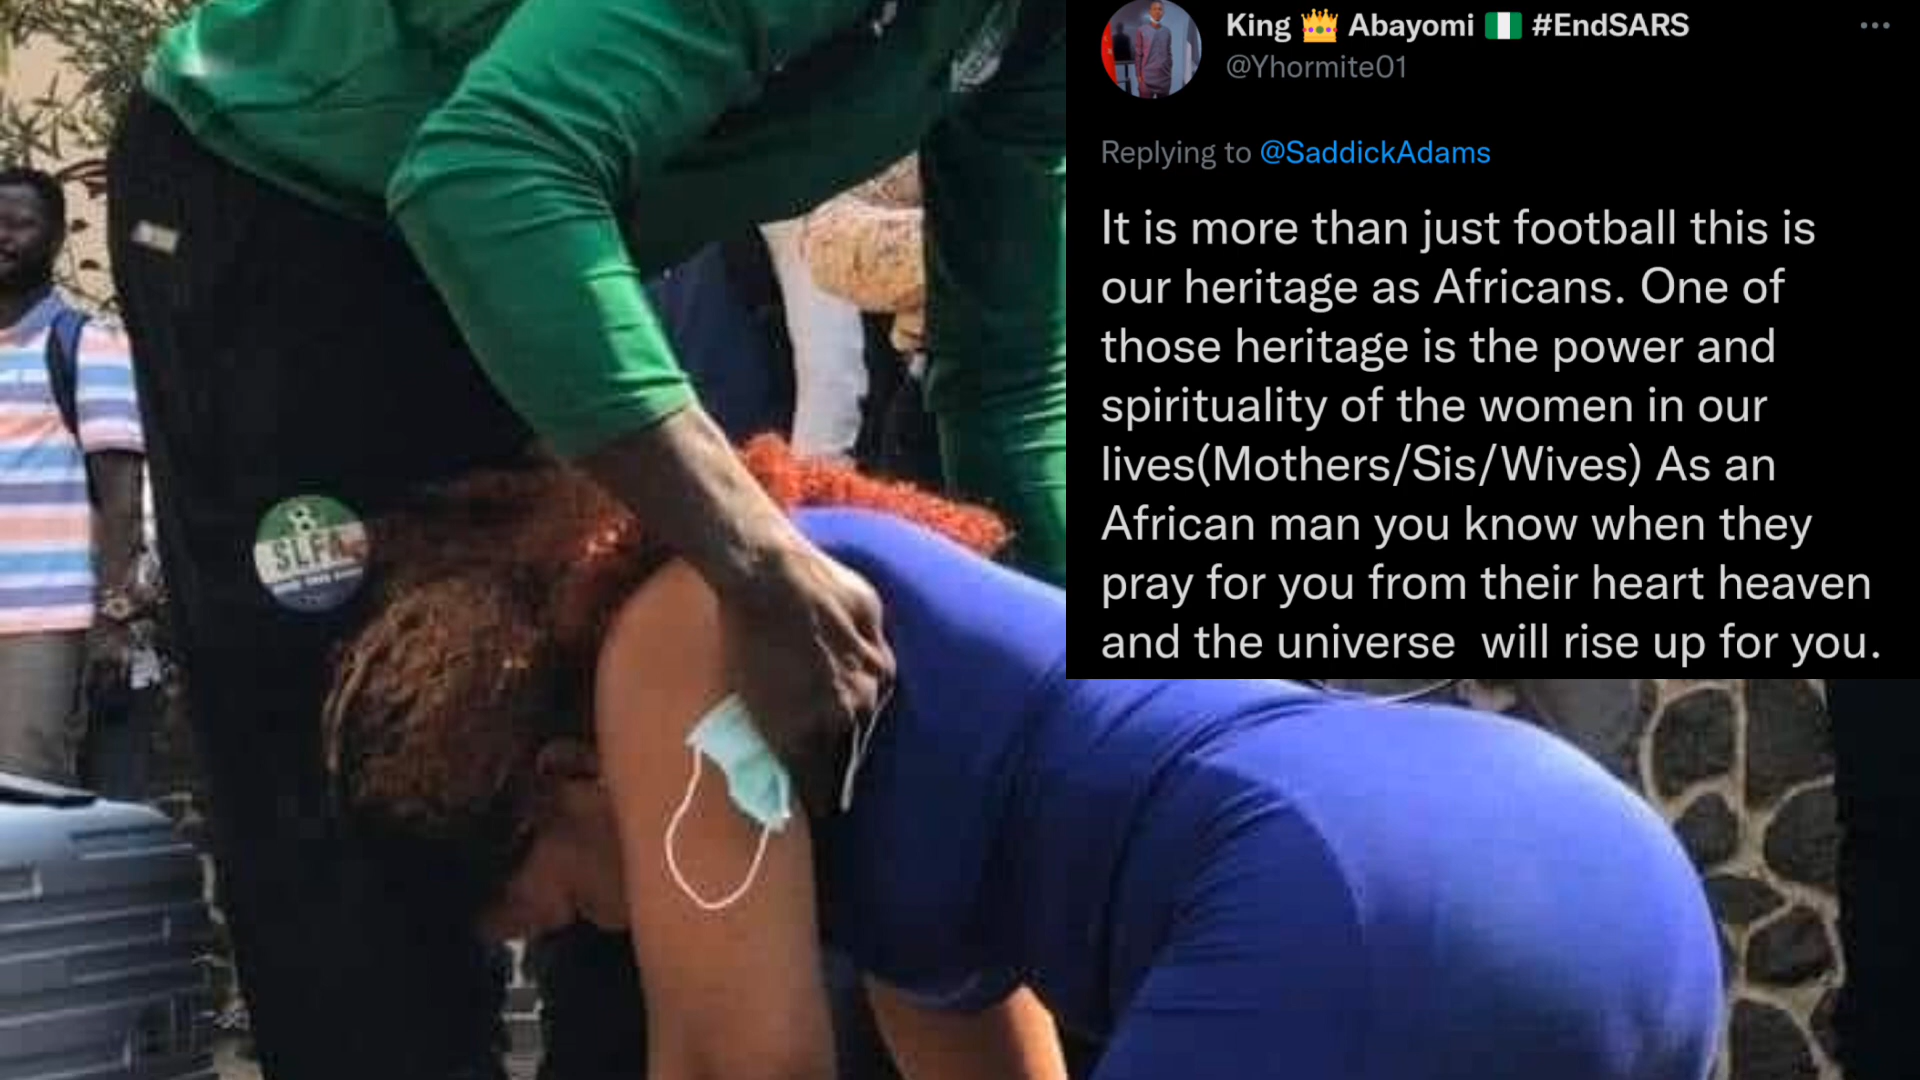 King 👑 Abayomi 🇳🇬 #EndSARS
@Yhormite01
Replying to @SaddickAdams
It is more than just football this is
our heritage as Africans. One of
those heritage is the power and
spirituality of the women in our
lives(Mothers/Sis/Wives) As an
African man you know when they
pray for you from their heart heaven
and the universe  will rise up for you.
SLFA